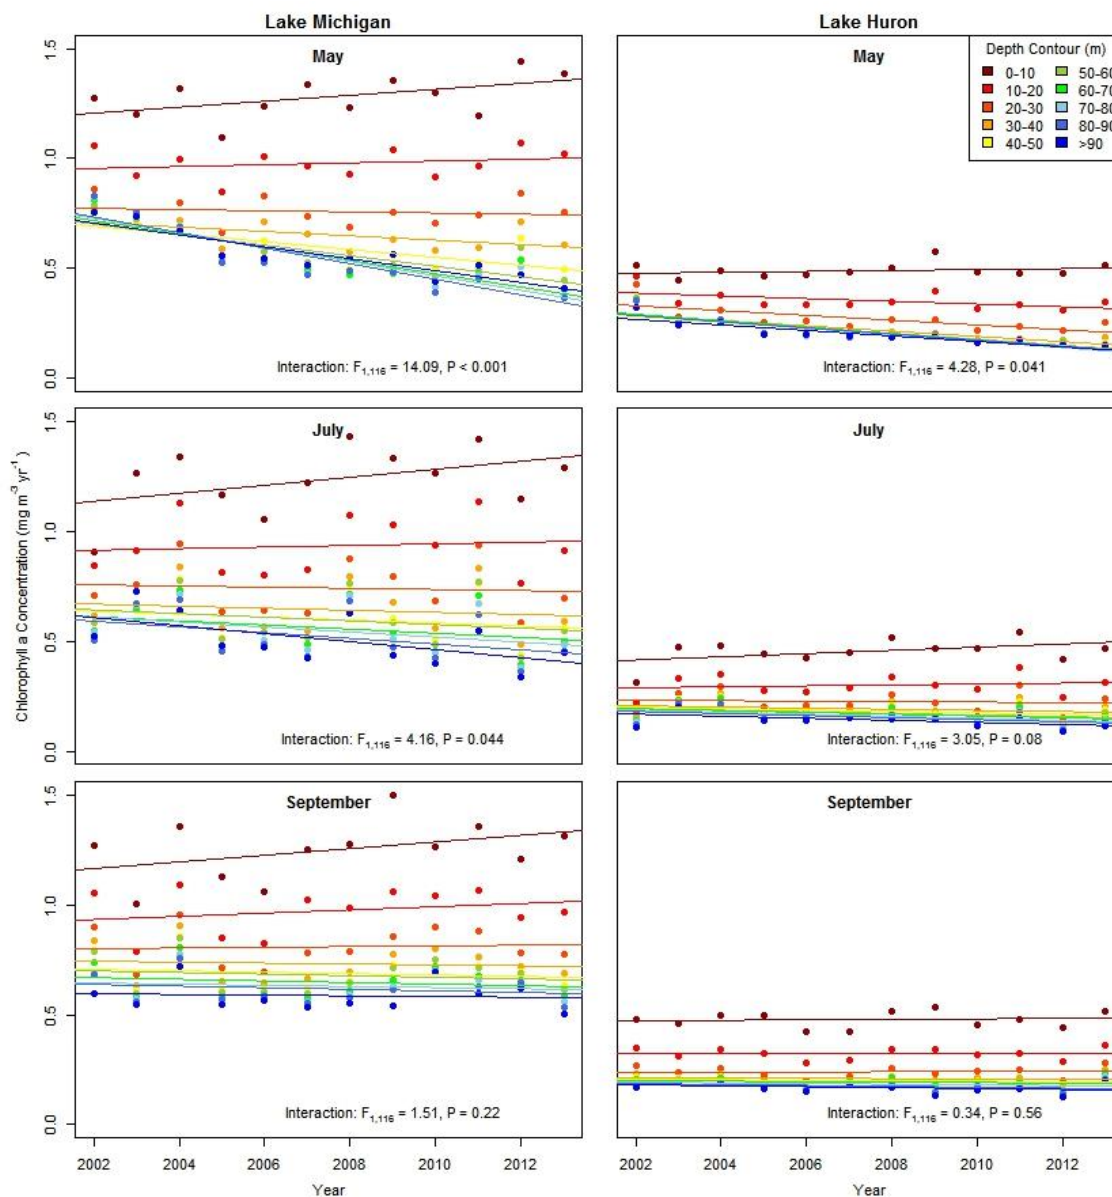 Lake Michigan
Lake Huron
May
1.5
1.0
0.5
0.0
Interaction: F1,116 = 14.09, P < 0.001
May
Depth Contour (m)
0-10 50-60
10-20 60-70
20-30 70-80
30-40 80-90
40-50 >90
Interaction: F1,116 = 4.28, P = 0.041
Chlorophyll a Concentration (mg m-3 yr-1)
July
1.5
1.0
0.5
0.0
Interaction: F1,116 = 4.16, P = 0.044
July
Interaction: F1,116 = 3.05, P = 0.08
September
1.5
1.0
0.5
0.0
Interaction: F1,116 = 1.51, P = 0.22
September
Interaction: F1,116 = 0.34, P = 0.56
2002 2004 2006 2008 2010 2012
Year
2002 2004 2006 2008 2010 2012
Year